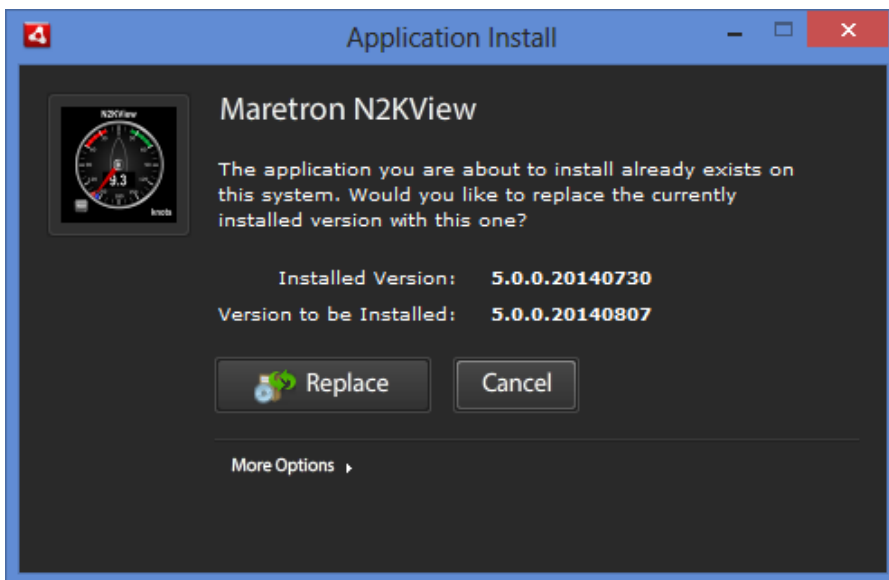 Application Install
N2KView
9.3
knots
Maretron N2KView
The application you are about to install already exists on
this system. Would you like to replace the currently
installed version with this one?
Installed Version: 5.0.0.20140730
Version to be Installed: 5.0.0.20140807
Replace Cancel
More Options